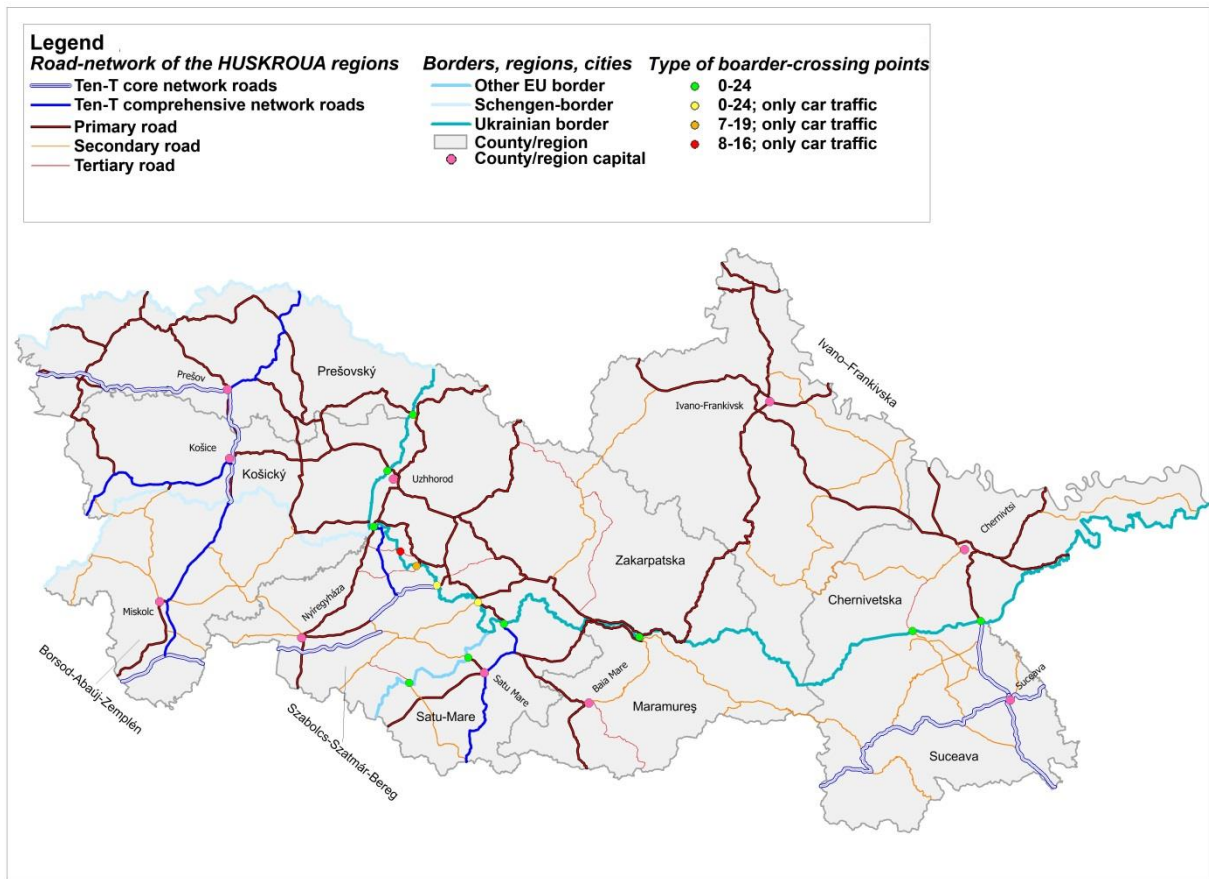 Legend
Road-network of the HUSKROUA regions
Ten-T core network roads
Ten-T comprehensive network roads
Primary road
Secondary road
Tertiary road
Borders, regions, cities
Other EU border
Schengen-border
Ukrainian border
County/region
County/region capital
Type of boarder-crossing points
0-24
0-24; only car traffic
7-19; only car traffic
8-16; only car traffic
Prešov
Prešovský
Košice
Košický
Uzhhorod
Ivano-Frankivsk
Ivano–Frankivska
Chernivtsi
Zakarpatska
Chernivetska
Miskolc
Nyíregyháza
Borsod-Abaúj-Zemplén
Szabolcs-Szatmár-Bereg
Satu Mare
Satu-Mare
Baia Mare
Maramureş
Suceava
Suceava